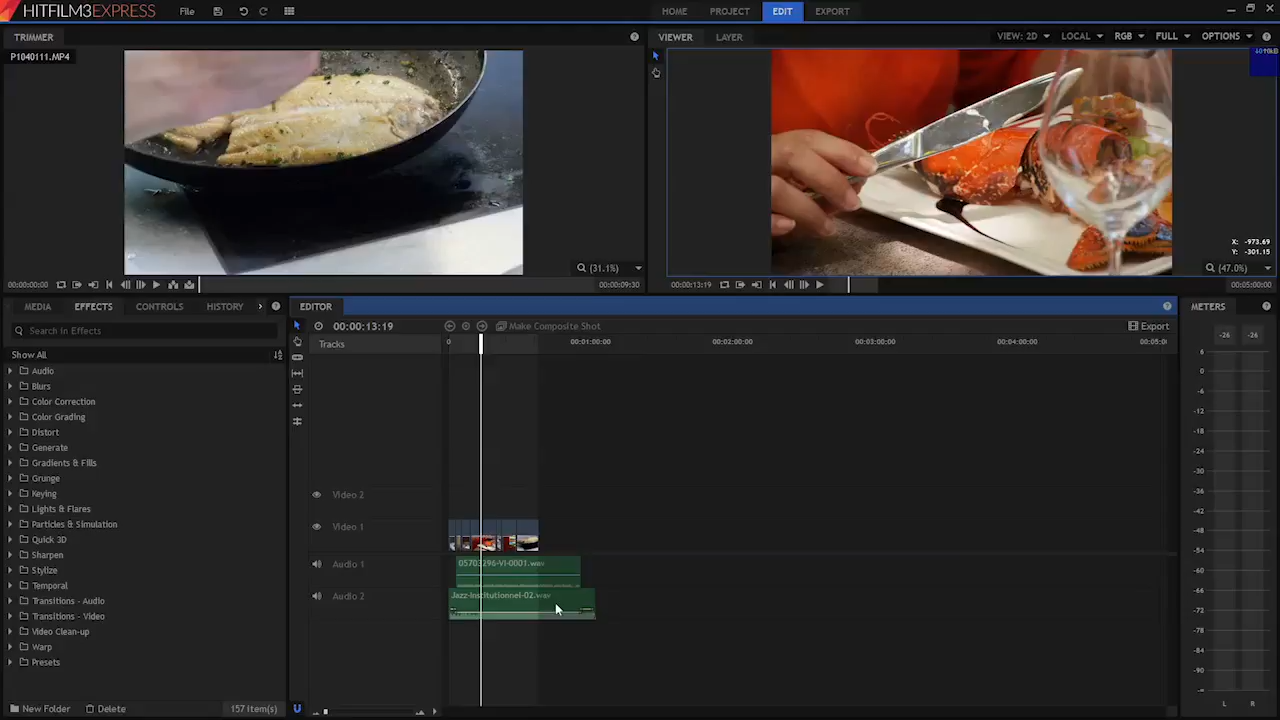 HITFILM3EXPRESS
File
HOME PROJECT EDIT EXPORT
TRIMMER
P1040111.MP4
(31.1%)
00:00:00:00
00:00:09:30
VIEWER LAYER
VIEW: 2D LOCAL RGB FULL OPTIONS
X: -973.69
Y: -301.15
(47.0%)
00:00:13:19
00:05:00:00
MEDIA EFFECTS CONTROLS HISTORY
Search in Effects
Show All
Audio
Blurs
Color Correction
Color Grading
Distort
Generate
Gradients & Fills
Grunge
Keying
Lights & Flares
Particles & Simulation
Quick 3D
Sharpen
Stylize
Temporal
Transitions - Audio
Transitions - Video
Video Clean-up
Warp
Presets
New Folder Delete 157 Item(s)
EDITOR
00:00:13:19 Make Composite Shot Export
Tracks 0 00:01:00:00 00:02:00:00 00:03:00:00 00:04:00:00 00:05:0
Video 2
Video 1
Audio 1 05703296-VI-0001.wav
Audio 2 Jazz-Institutionnel-02.wav
METERS
-26 -26
6
0
-6
-12
-18
-24
-30
-36
-42
-48
-54
-60
-66
-72
-78
-84
-90
-∞
L R